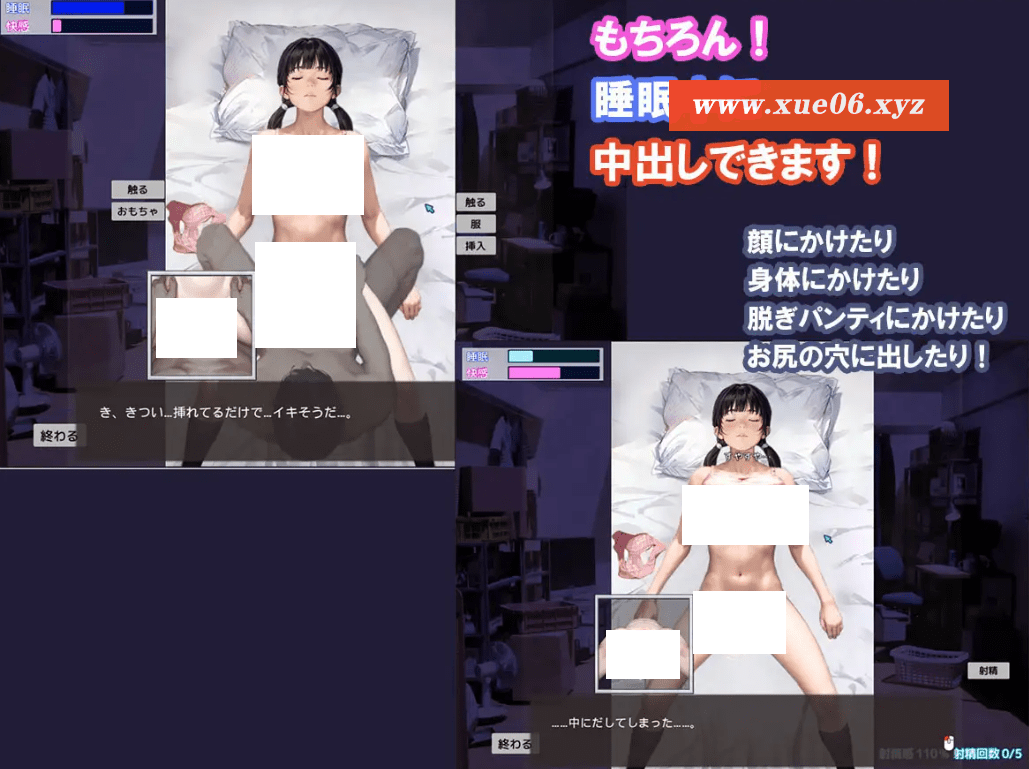 睡眠
快感
もちろん！
睡眠
www.xue06.xyz
中出しできます！
触る
おもちゃ
触る
服
挿入
顔にかけたり
身体にかけたり
脱ぎパンティにかけたり
お尻の穴に出したり！
睡眠
快感
き、きつい…挿れてるだけで…イキそうだ…。
終わる
すやすや…
射精
……中にだしてしまった……。
終わる
110%
射精回数 0/5